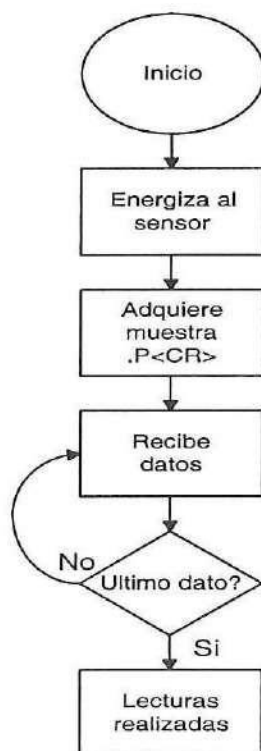 Inicio
Energiza al
sensor
Adquiere
muestra
.P<CR>
Recibe
datos
No
Ultimo dato?
Si
Lecturas
realizadas